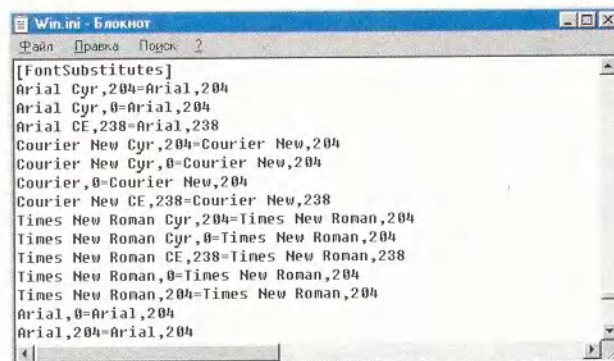 Win.ini - Блокнот
Файл Правка Поиск ?
[FontSubstitutes]
Arial Cyr,204=Arial,204
Arial Cyr,0=Arial,204
Arial CE,238=Arial,238
Courier New Cyr,204=Courier New,204
Courier New Cyr,0=Courier New,204
Courier,0=Courier New,204
Courier New CE,238=Courier New,238
Times New Roman Cyr,204=Times New Roman,204
Times New Roman Cyr,0=Times New Roman,204
Times New Roman CE,238=Times New Roman,238
Times New Roman,0=Times New Roman,204
Times New Roman,204=Times New Roman,204
Arial,0=Arial,204
Arial,204=Arial,204